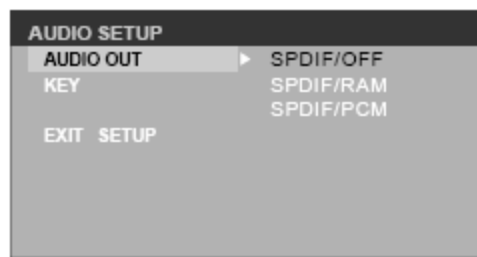 AUDIO SETUP
AUDIO OUT SPDIF/OFF
KEY SPDIF/RAM
SPDIF/PCM
EXIT SETUP